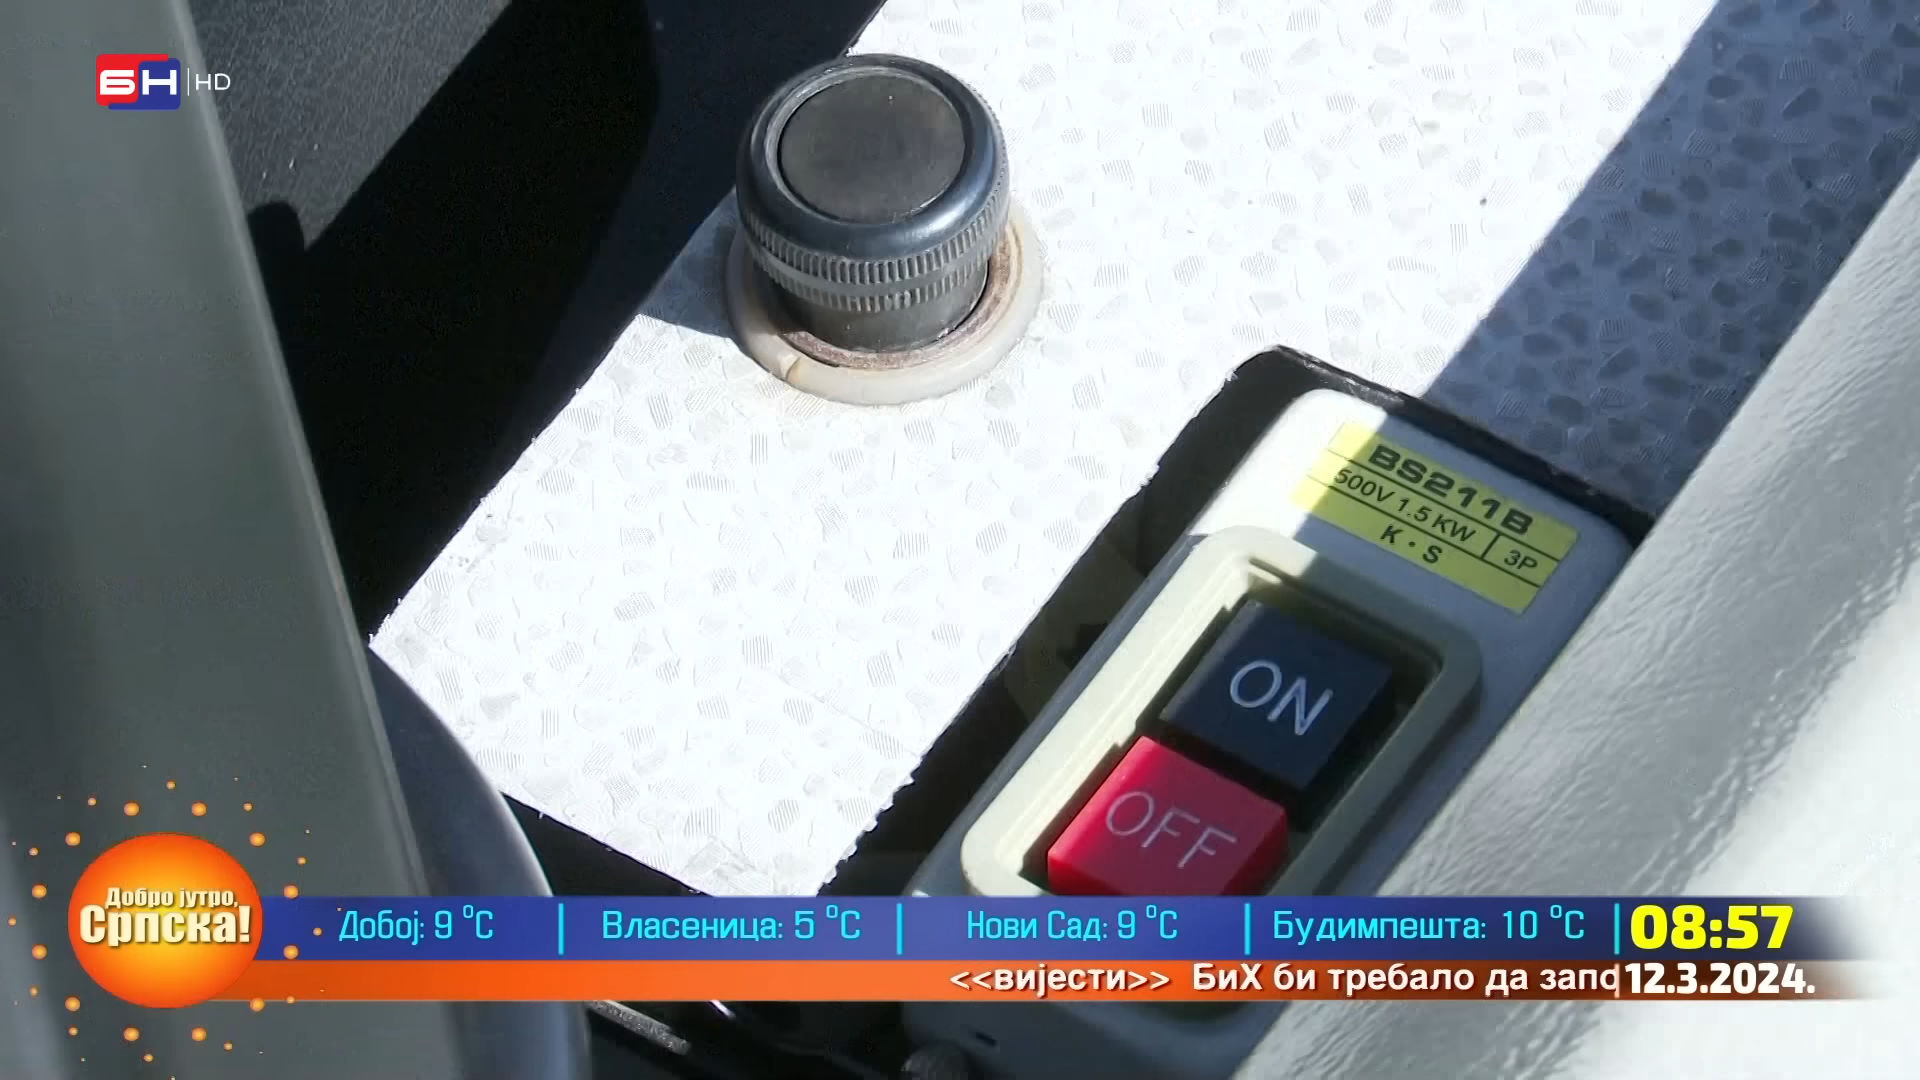 БН HD
BS211B
500V 1.5 KW 3P
K • S
ON
OFF
Добро јутро,
Српска!
Добој: 9 °C
Власеница: 5 °C
Нови Сад: 9 °C
Будимпешта: 10 °C
08:57
<<вијести>> БиХ би требало да запо
12.3.2024.